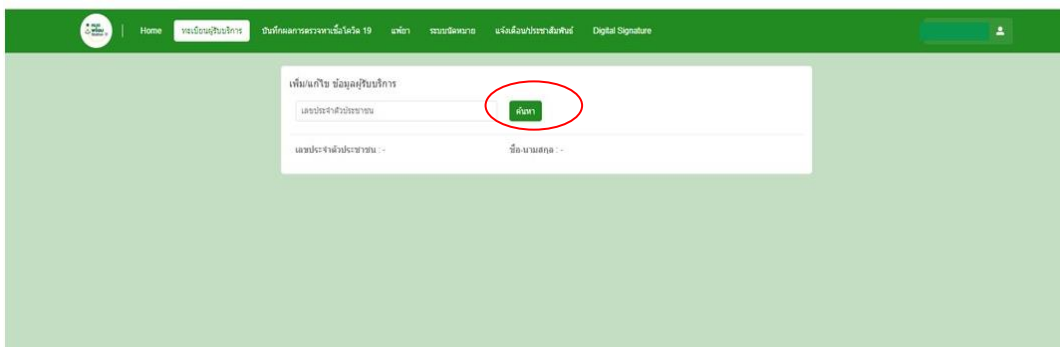 หมอ
พร้อม
Home ทะเบียนผู้รับบริการ บันทึกผลการตรวจหาเชื้อโควิด 19 แพ้ยา ระบบนัดหมาย แจ้งเตือน/ประชาสัมพันธ์ Digital Signature
เพิ่ม/แก้ไข ข้อมูลผู้รับบริการ
เลขประจำตัวประชาชน ค้นหา
เลขประจำตัวประชาชน : - ชื่อ-นามสกุล : -